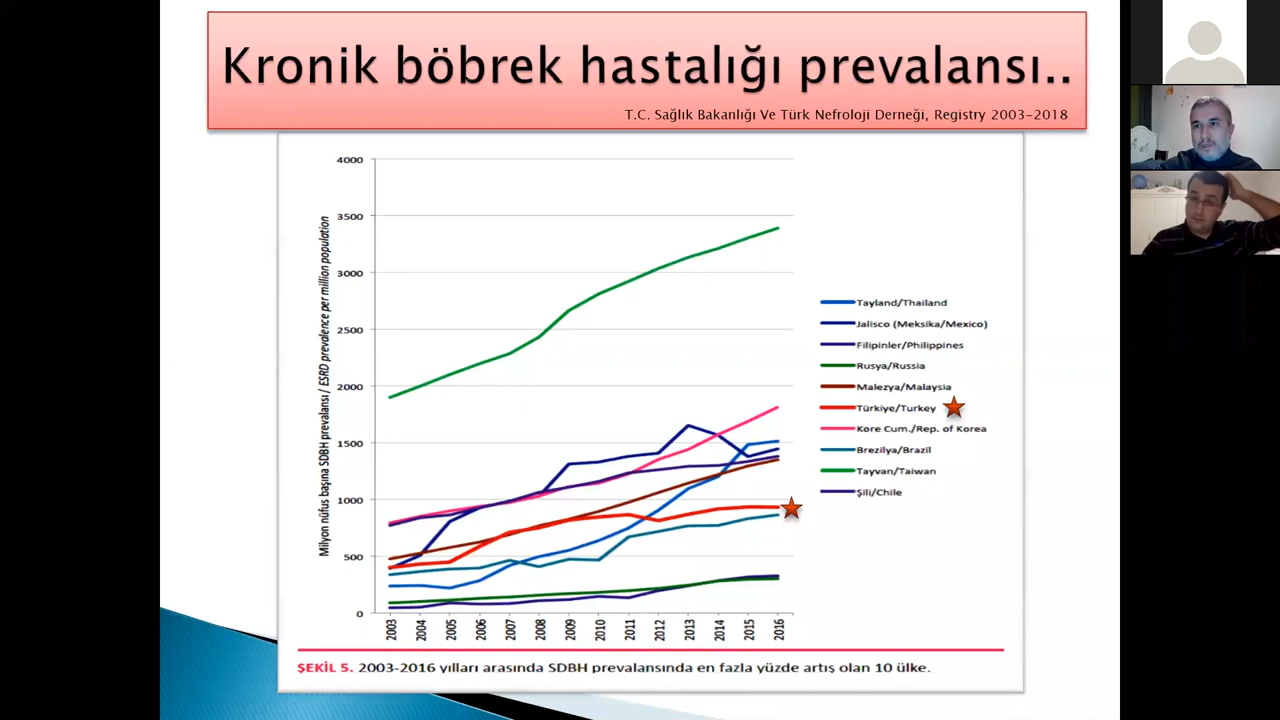 Kronik böbrek hastalığı prevalansı..
T.C. Sağlık Bakanlığı Ve Türk Nefroloji Derneği, Registry 2003-2018
Milyon nüfus başına SDBH prevalansı / ESRD prevalence per million population
4000
3500
3000
2500
2000
1500
1000
500
0
2003
2004
2005
2006
2007
2008
2009
2010
2011
2012
2013
2014
2015
2016
Tayland/Thailand
Jalisco (Meksika/Mexico)
Filipinler/Philippines
Rusya/Russia
Malezya/Malaysia
Türkiye/Turkey
Kore Cum./Rep. of Korea
Brezilya/Brazil
Tayvan/Taiwan
Şili/Chile
ŞEKİL 5. 2003-2016 yılları arasında SDBH prevalansında en fazla yüzde artış olan 10 ülke.